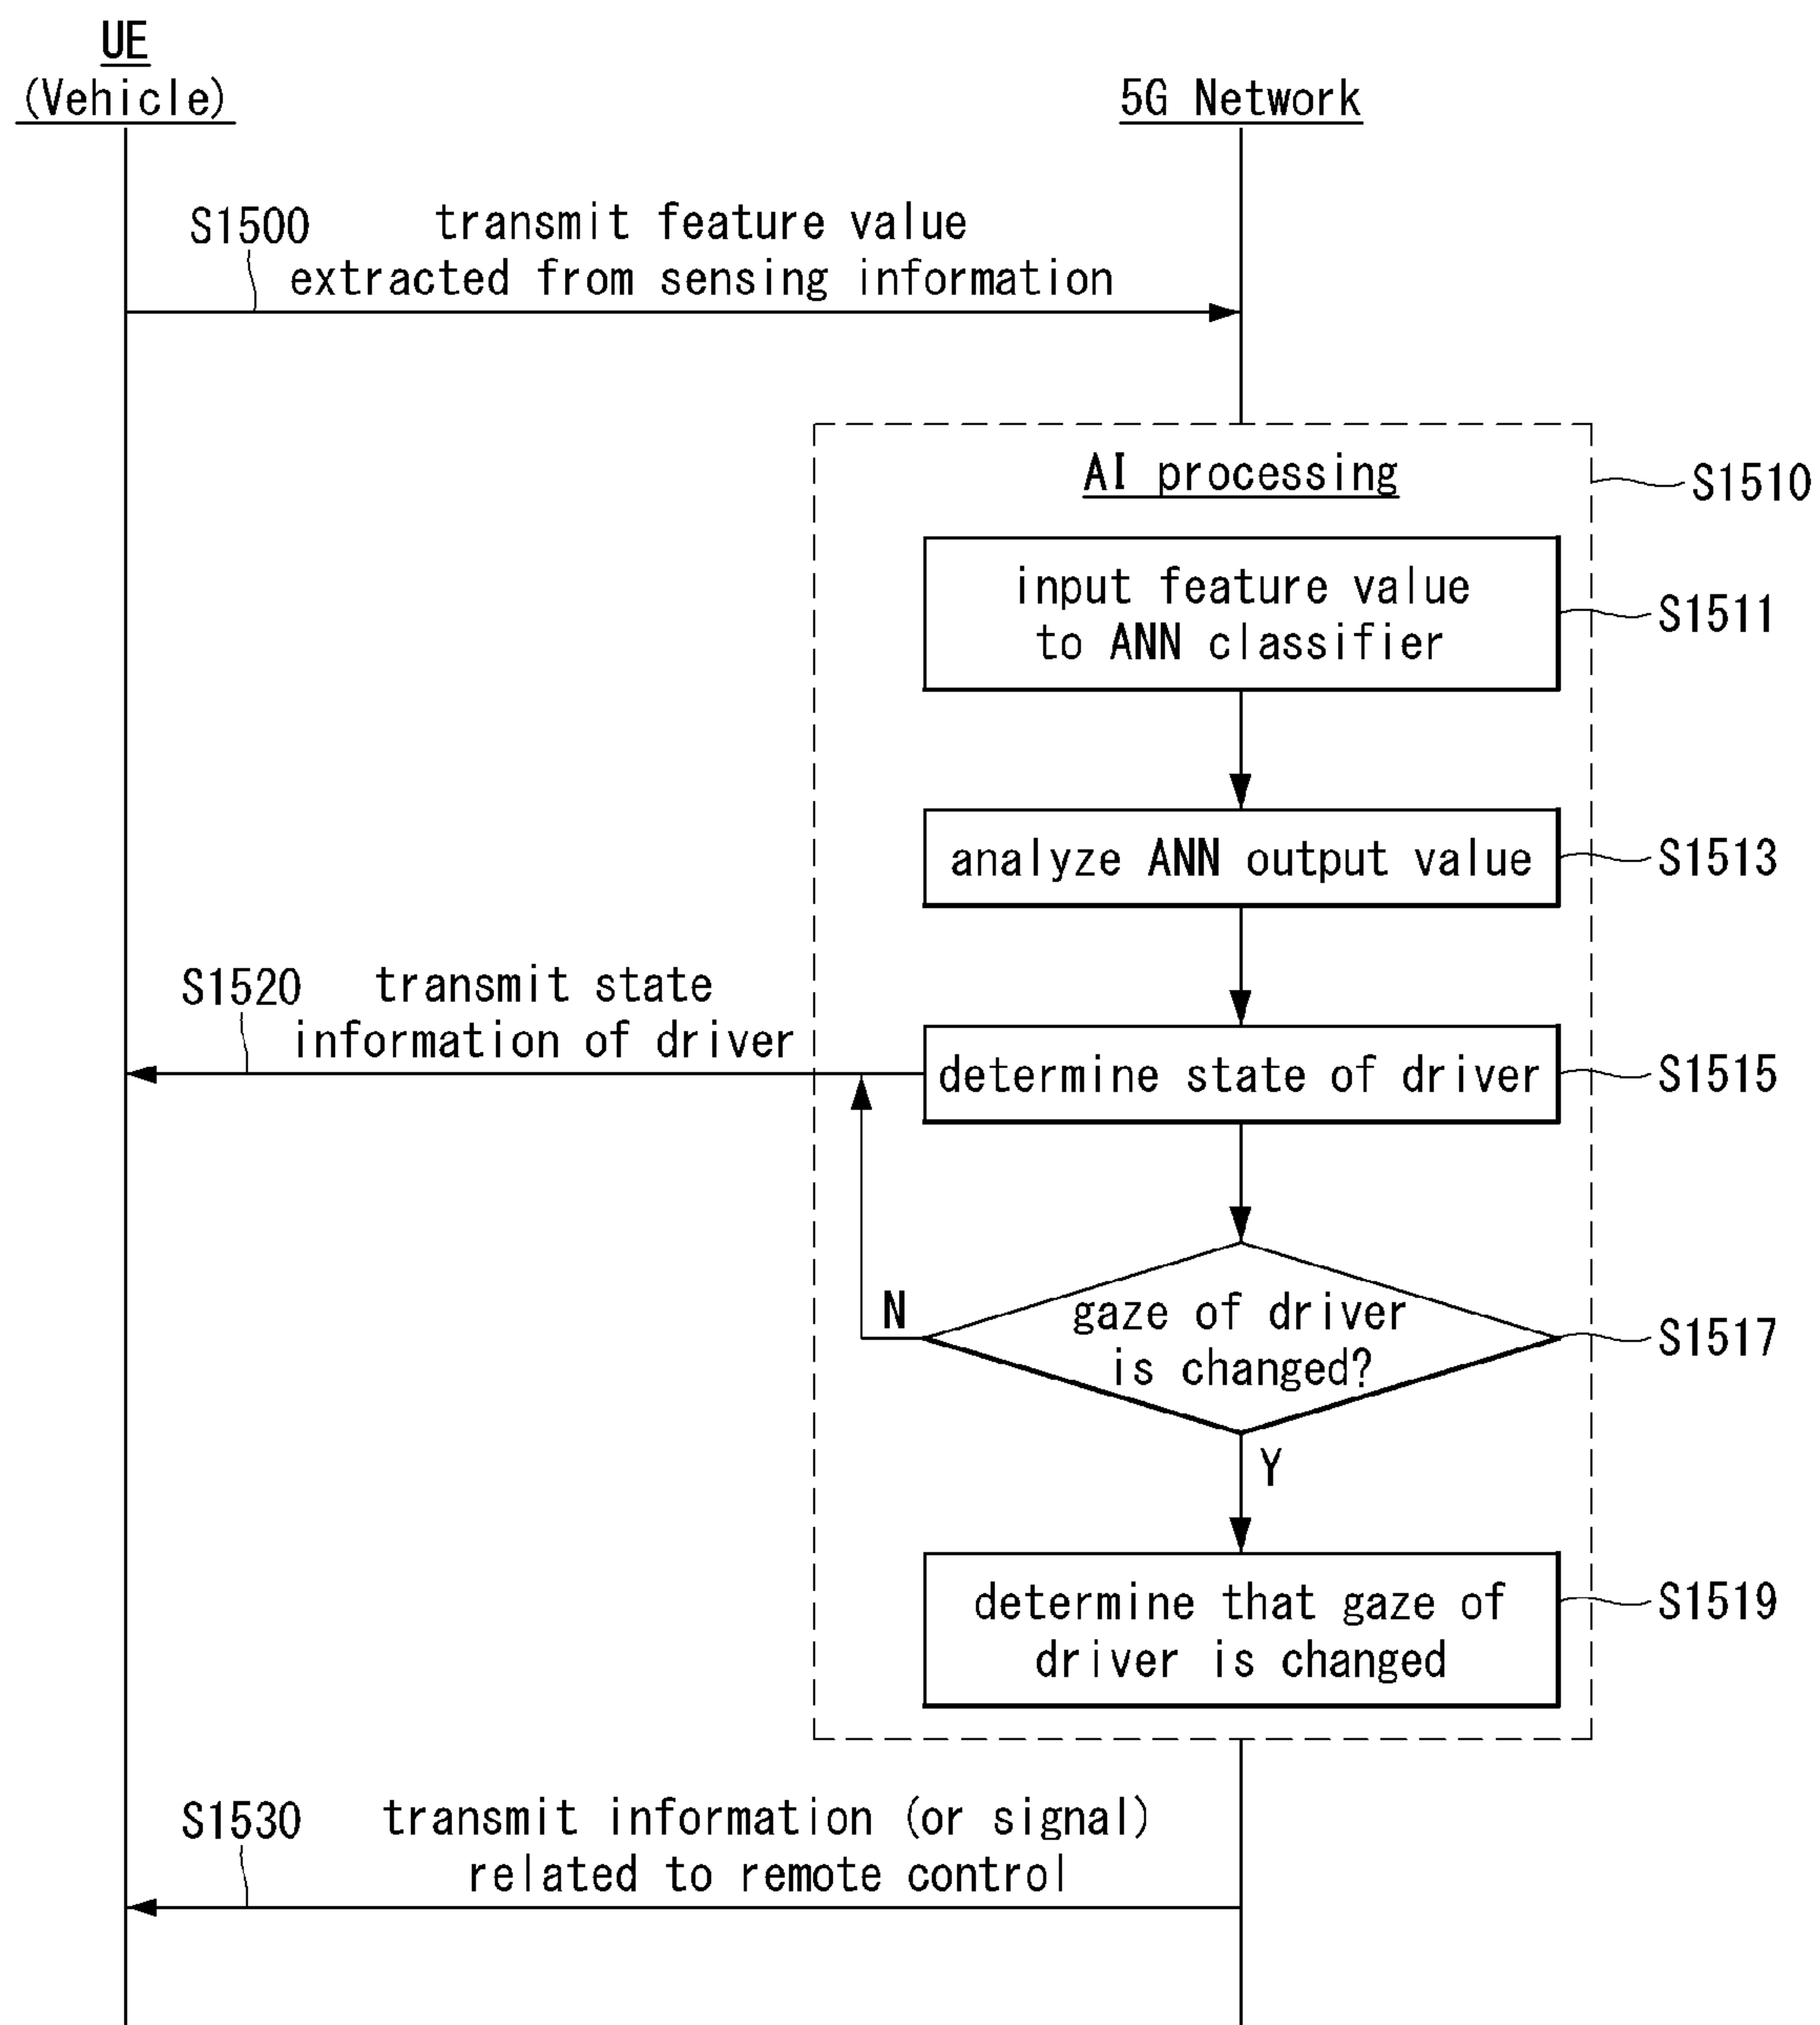 UE
(Vehicle)
5G Network
S1500
transmit feature value
extracted from sensing information
AI processing
S1510
input feature value
to ANN classifier
S1511
analyze ANN output value
S1513
S1520
transmit state
information of driver
determine state of driver
S1515
N
gaze of driver
is changed?
S1517
Y
determine that gaze of
driver is changed
S1519
S1530
transmit information (or signal)
related to remote control